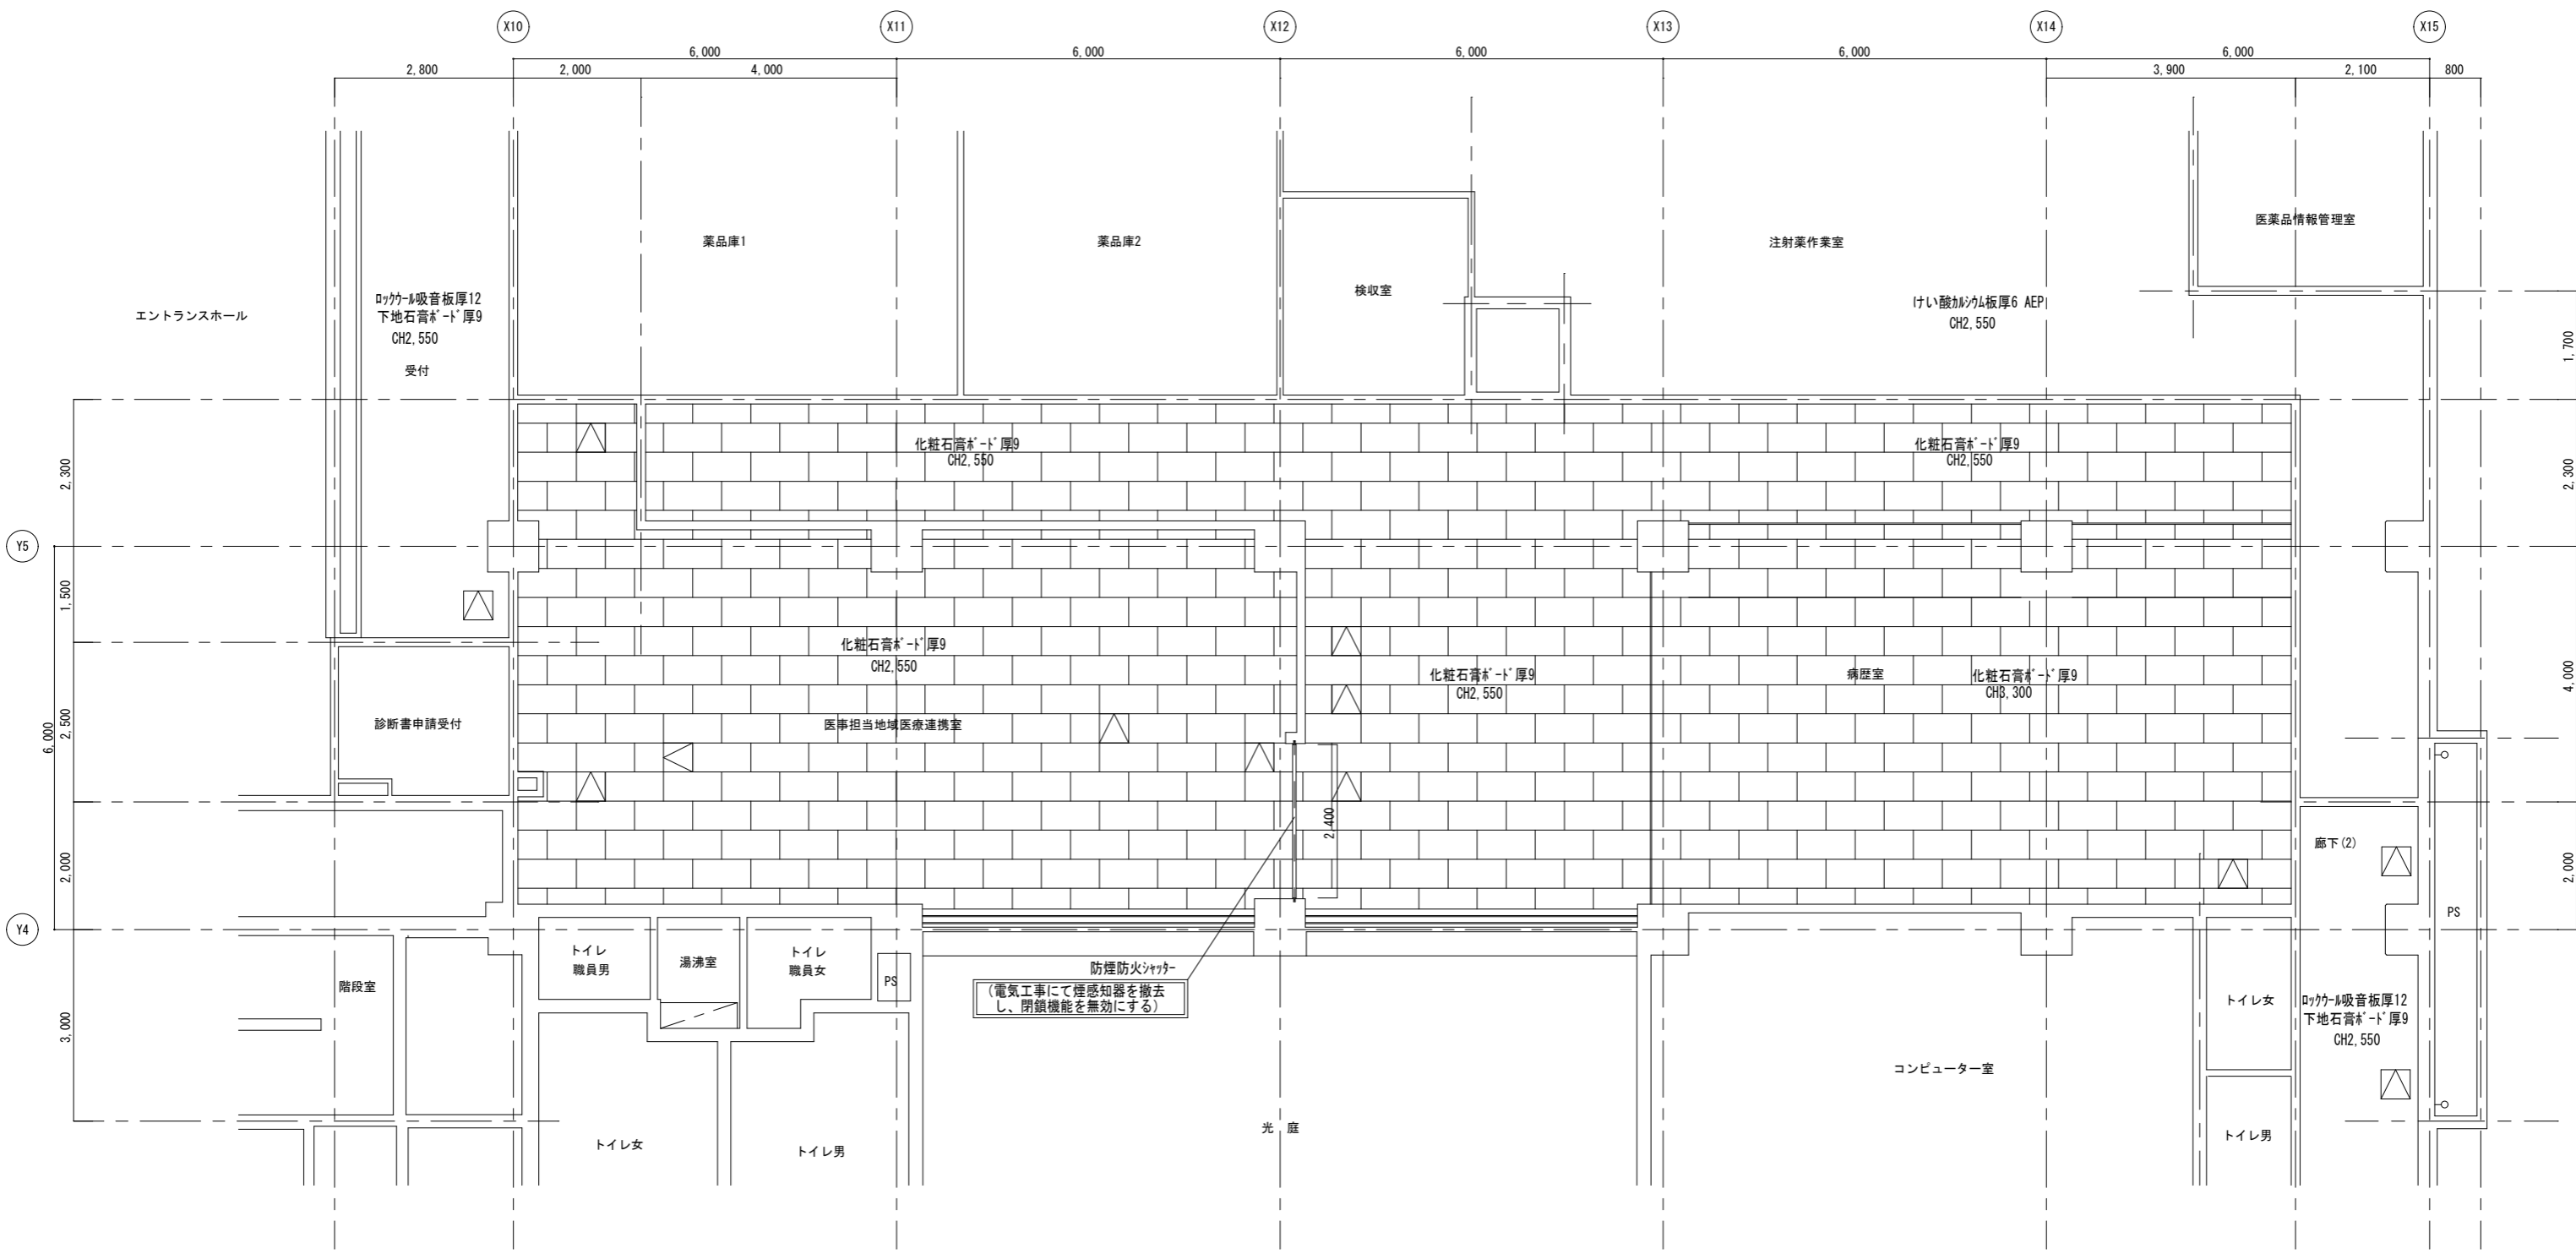 X10
X11
X12
X13
X14
X15
6,000
6,000
6,000
6,000
6,000
2,800
2,000
4,000
3,900
2,100
800
薬品庫1
薬品庫2
検収室
注射薬作業室
医薬品情報管理室
エントランスホール
ロックウール吸音板厚12
下地石膏ボード厚9
CH2,550
受付
けい酸カルシウム板厚6 AEP
CH2,550
1,700
2,300
化粧石膏ボード厚9
CH2,550
化粧石膏ボード厚9
CH2,550
2,300
Y5
1,500
化粧石膏ボード厚9
CH2,550
化粧石膏ボード厚9
CH2,550
病歴室
化粧石膏ボード厚9
CH3,300
4,000
6,000
2,500
診断書申請受付
医事担当地域医療連携室
2,400
2,000
廊下(2)
2,000
Y4
PS
トイレ
職員男
湯沸室
トイレ
職員女
PS
防煙防火シャッター
(電気工事にて煙感知器を撤去
し、閉鎖機能を無効にする)
階段室
3,000
トイレ女
ロックウール吸音板厚12
下地石膏ボード厚9
CH2,550
コンピューター室
光 庭
トイレ女
トイレ男
トイレ男